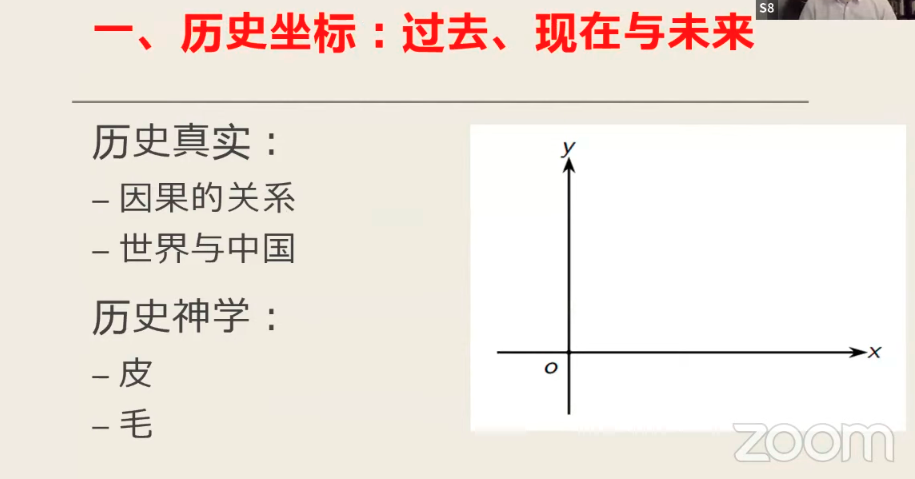 S8
一、历史坐标：过去、现在与未来
历史真实：
– 因果的关系
– 世界与中国
历史神学：
– 皮
– 毛
y
x
o
zoom